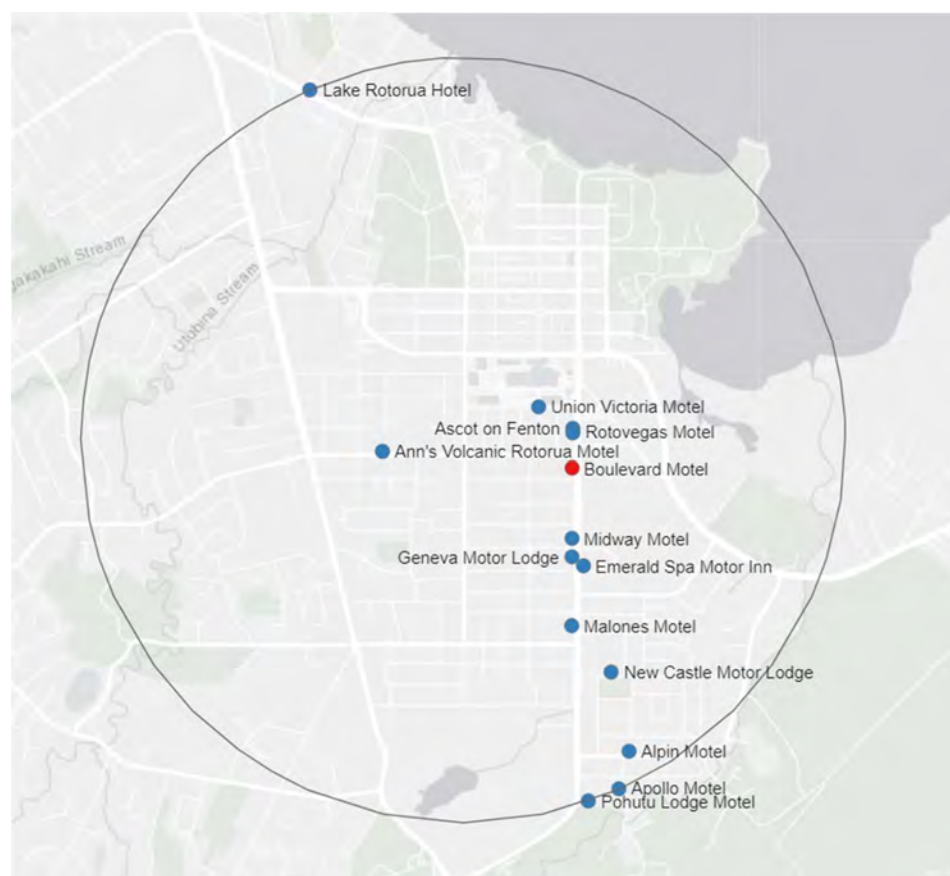 Lake Rotorua Hotel
gakakahi Stream
Utuhina Stream
Union Victoria Motel
Ascot on Fenton
Rotovegas Motel
Ann's Volcanic Rotorua Motel
Boulevard Motel
Midway Motel
Geneva Motor Lodge
Emerald Spa Motor Inn
Malones Motel
New Castle Motor Lodge
Alpin Motel
Apollo Motel
Pohutu Lodge Motel